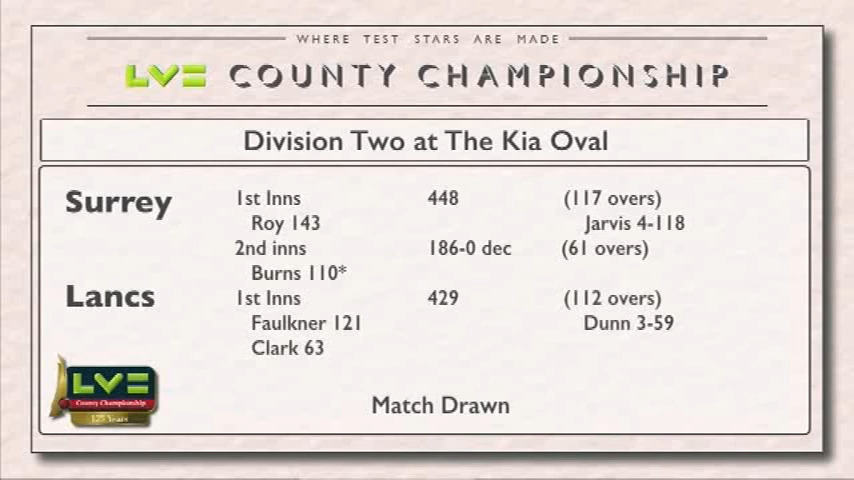 WHERE TEST STARS ARE MADE
LV= COUNTY CHAMPIONSHIP
Division Two at The Kia Oval
Surrey 1st Inns 448 (117 overs)
Roy 143 Jarvis 4-118
2nd inns 186-0 dec (61 overs)
Burns 110*
Lancs 1st Inns 429 (112 overs)
Faulkner 121 Dunn 3-59
Clark 63
LV=
County Championship
125 Years
Match Drawn